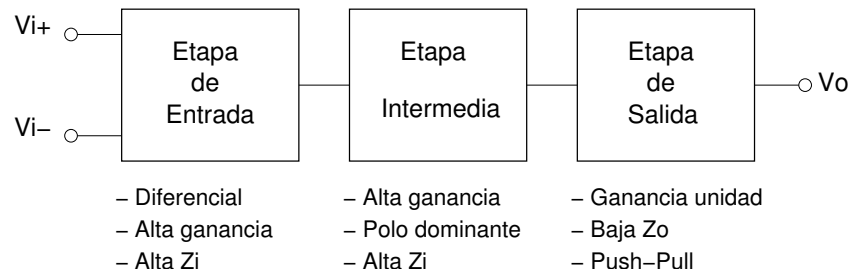 Vi+
Vi−
Etapa
de
Entrada
Etapa
Intermedia
Etapa
de
Salida
Vo
− Diferencial
− Alta ganancia
− Alta Zi
− Alta ganancia
− Polo dominante
− Alta Zi
− Ganancia unidad
− Baja Zo
− Push−Pull